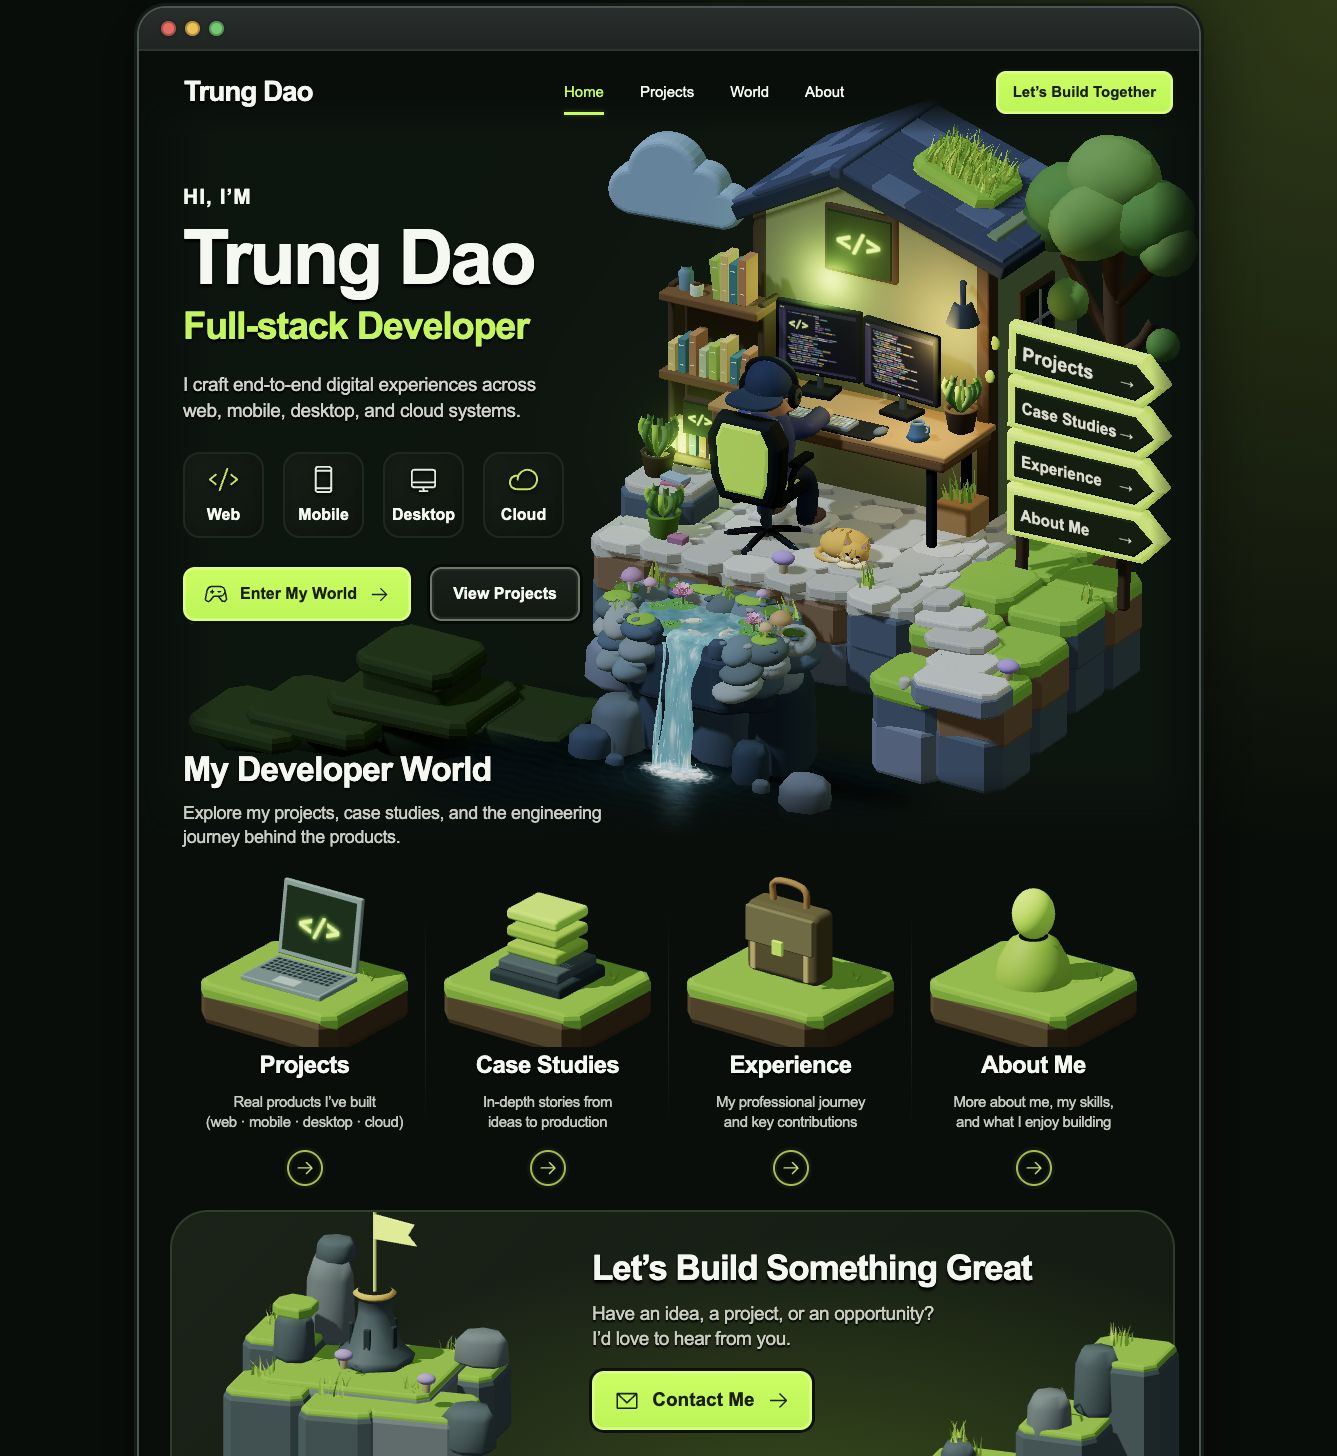 Trung Dao
Home
Projects
World
About
Let’s Build Together
HI, I’M
Trung Dao
Full-stack Developer
I craft end-to-end digital experiences across
web, mobile, desktop, and cloud systems.
</> Web
Mobile
Desktop
Cloud
Enter My World →
View Projects
</>
</>
</>
Projects →
Case Studies →
Experience →
About Me →
My Developer World
Explore my projects, case studies, and the engineering
journey behind the products.
</>
Projects
Real products I’ve built
(web · mobile · desktop · cloud)
→
Case Studies
In-depth stories from
ideas to production
→
Experience
My professional journey
and key contributions
→
About Me
More about me, my skills,
and what I enjoy building
→
Let’s Build Something Great
Have an idea, a project, or an opportunity?
I’d love to hear from you.
Contact Me →